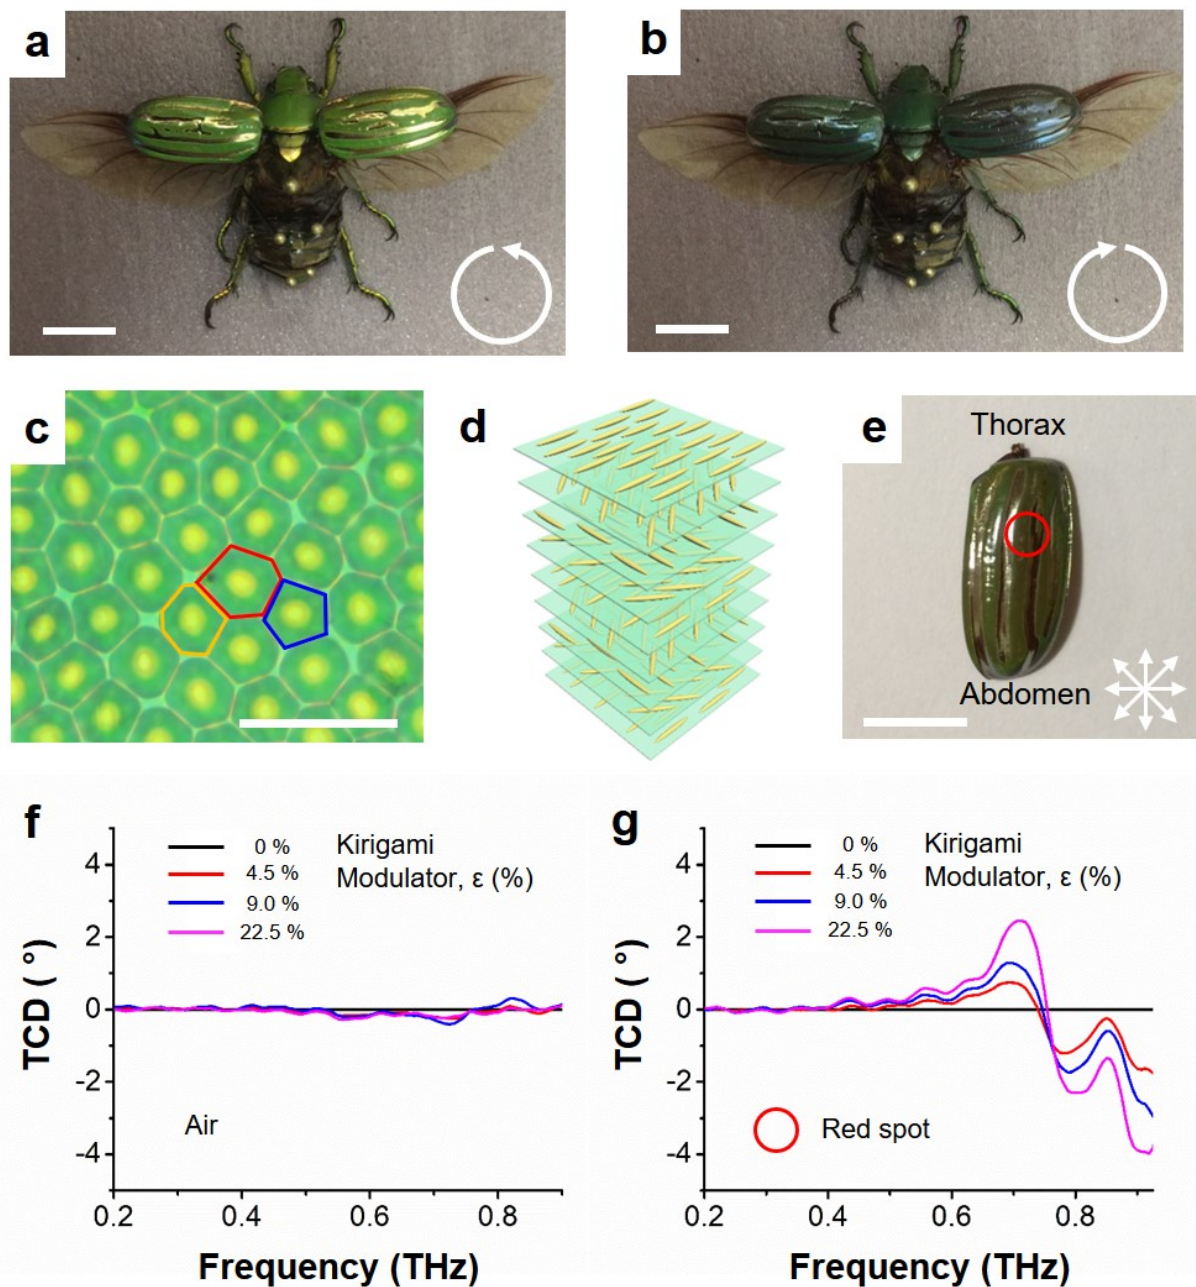 a
b
c
d
e
Thorax
Abdomen
f
0 %
4.5 %
9.0 %
22.5 %
Kirigami
Modulator, ε (%)
4
2
0
-2
-4
TCD ( °)
Air
0.2
0.4
0.6
0.8
Frequency (THz)
g
0 %
4.5 %
9.0 %
22.5 %
Kirigami
Modulator, ε (%)
4
2
0
-2
-4
TCD ( °)
Red spot
0.2
0.4
0.6
0.8
Frequency (THz)